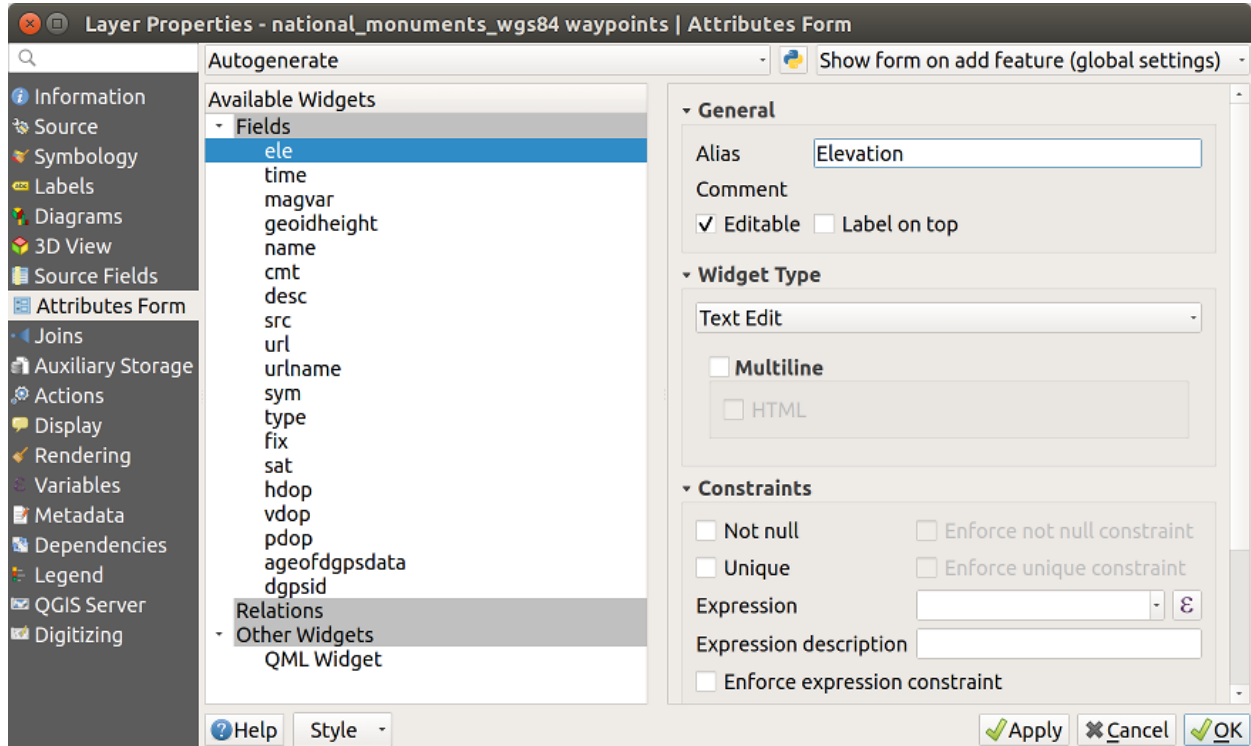 Layer Properties - national_monuments_wgs84 waypoints | Attributes Form
Autogenerate
Show form on add feature (global settings)
Information
Source
Symbology
Labels
Diagrams
3D View
Source Fields
Attributes Form
Joins
Auxiliary Storage
Actions
Display
Rendering
Variables
Metadata
Dependencies
Legend
QGIS Server
Digitizing
Available Widgets
Fields
ele
time
magvar
geoidheight
name
cmt
desc
src
url
urlname
sym
type
fix
sat
hdop
vdop
pdop
ageofdgpsdata
dgpsid
Relations
Other Widgets
QML Widget
General
Alias Elevation
Comment
Editable Label on top
Widget Type
Text Edit
Multiline
HTML
Constraints
Not null Enforce not null constraint
Unique Enforce unique constraint
Expression ε
Expression description
Enforce expression constraint
Help Style Apply Cancel OK